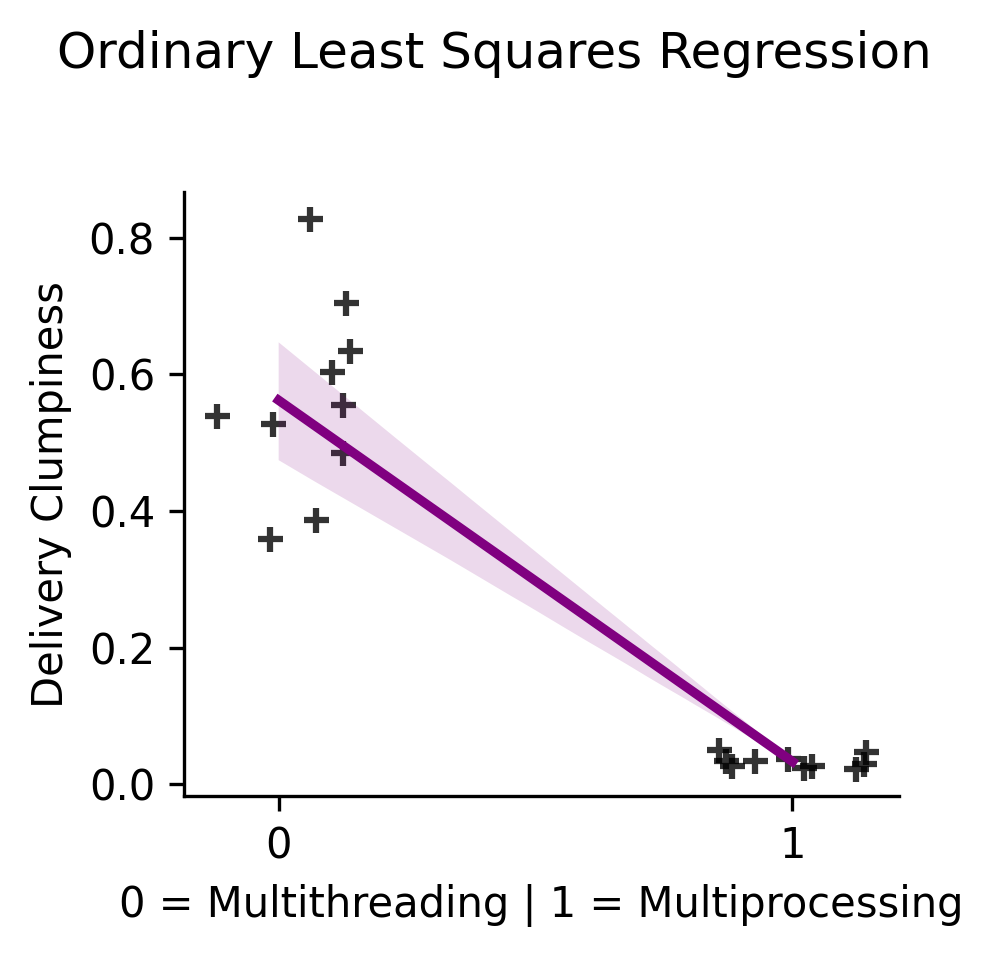 Ordinary Least Squares Regression
Delivery Clumpiness
0.8
0.6
0.4
0.2
0.0
0 1
0 = Multithreading | 1 = Multiprocessing